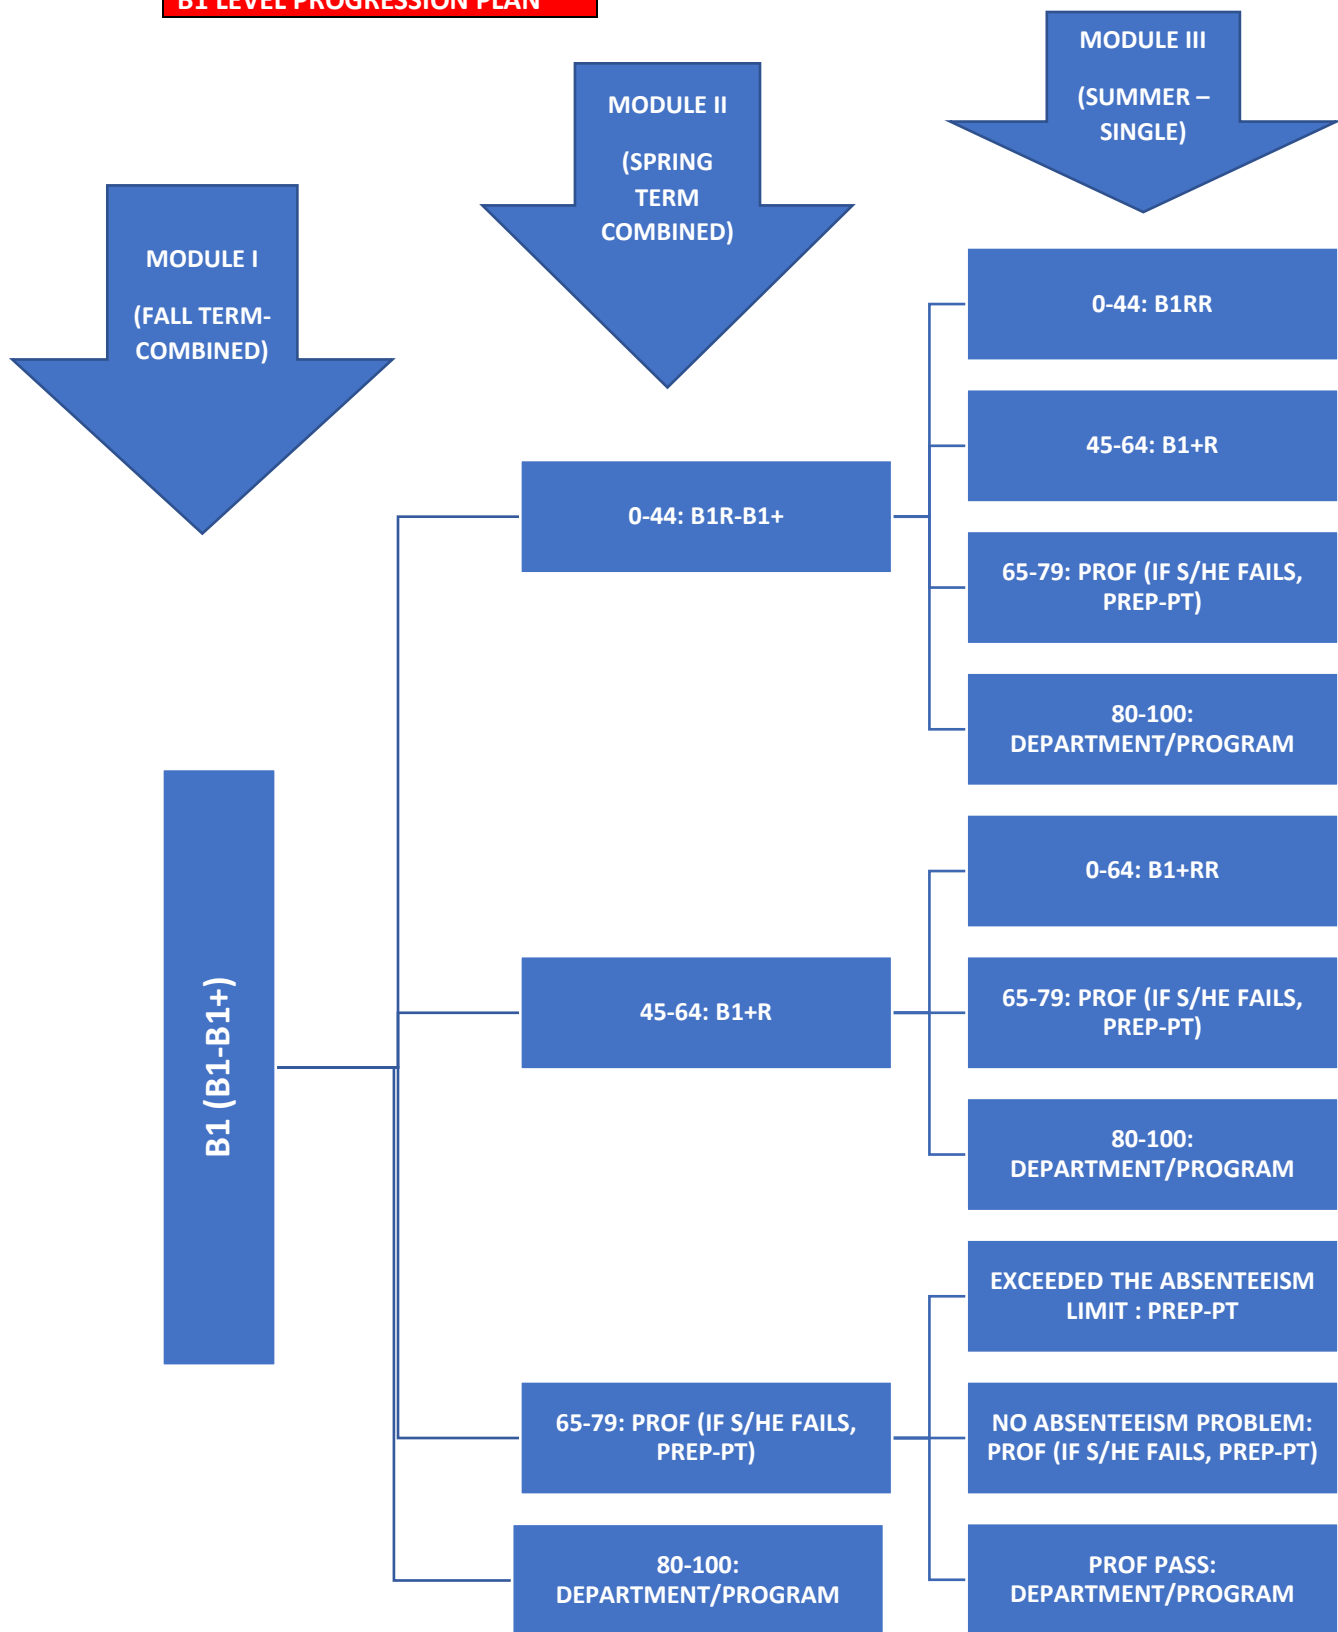 B1 LEVEL PROGRESSION PLAN
MODULE I
(FALL TERM-
COMBINED)
MODULE II
(SPRING
TERM
COMBINED)
MODULE III
(SUMMER –
SINGLE)
B1 (B1-B1+)
0-44: B1R-B1+
45-64: B1+R
65-79: PROF (IF S/HE FAILS,
PREP-PT)
80-100:
DEPARTMENT/PROGRAM
0-44: B1RR
45-64: B1+R
65-79: PROF (IF S/HE FAILS,
PREP-PT)
80-100:
DEPARTMENT/PROGRAM
0-64: B1+RR
65-79: PROF (IF S/HE FAILS,
PREP-PT)
80-100:
DEPARTMENT/PROGRAM
EXCEEDED THE ABSENTEEISM
LIMIT : PREP-PT
NO ABSENTEEISM PROBLEM:
PROF (IF S/HE FAILS, PREP-PT)
PROF PASS:
DEPARTMENT/PROGRAM